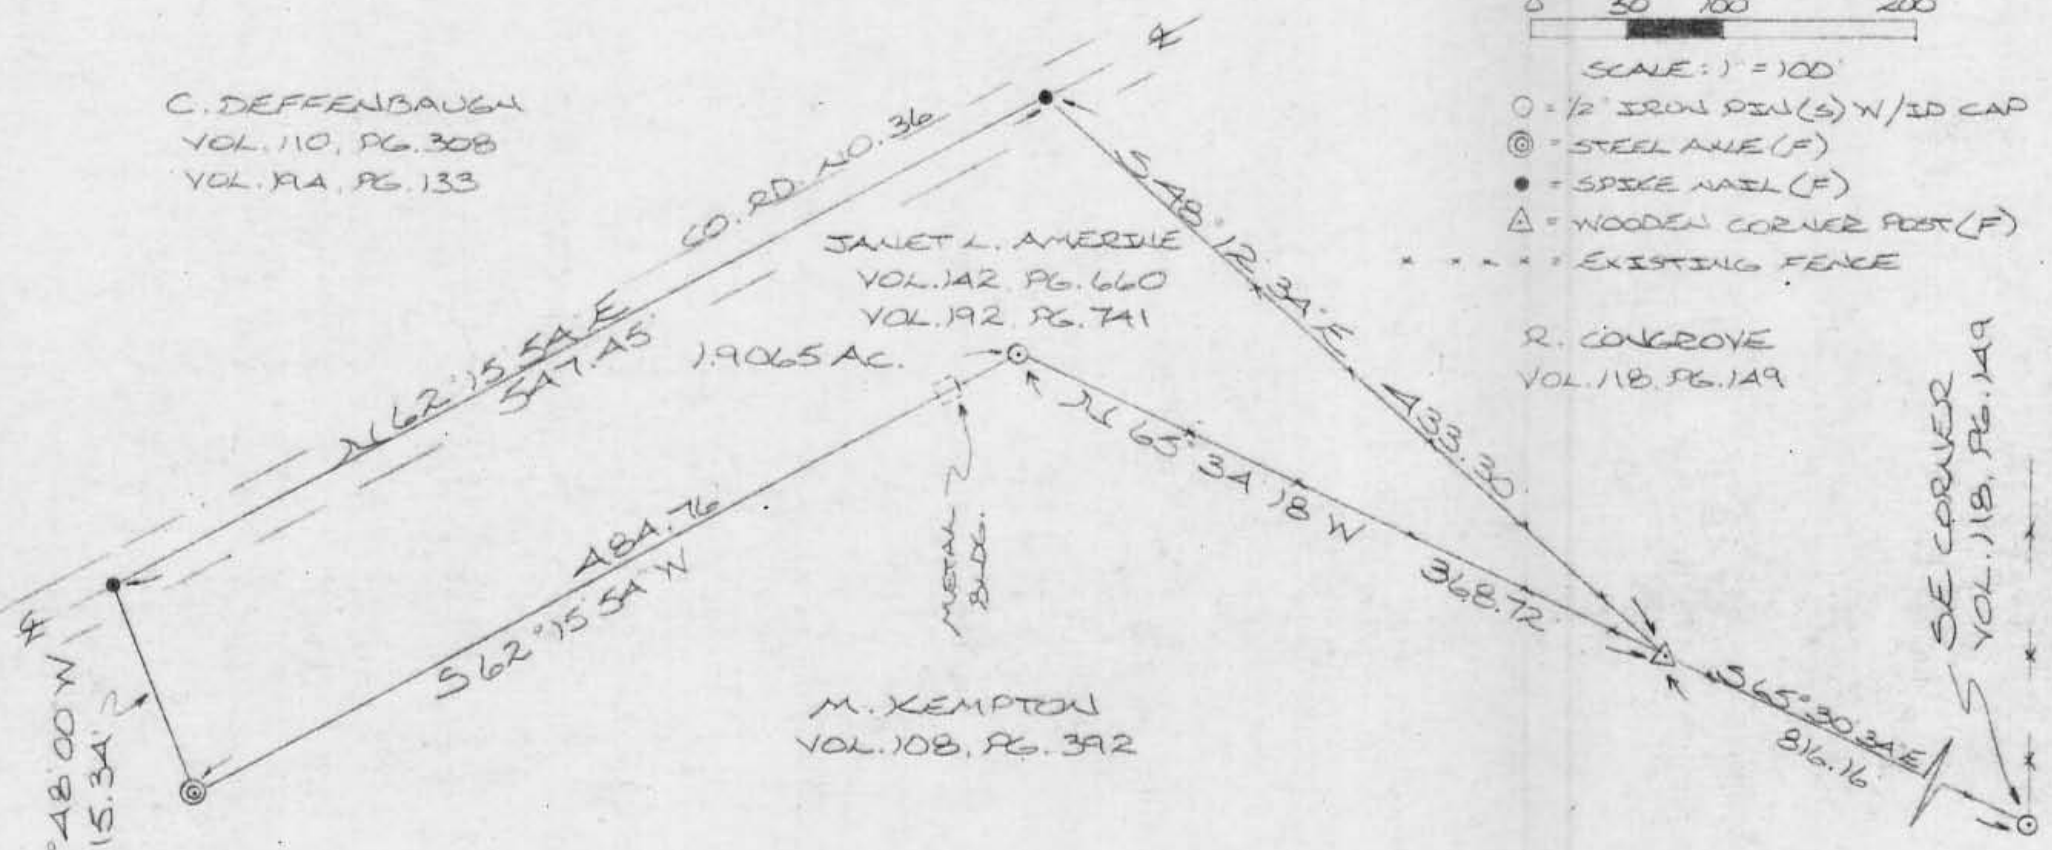 0 50 100 200
SCALE: 1" = 100'
○ = 1/2" IRON PIN(S) W/ID CAP
◎ = STEEL AXLE (F)
● = SPIKE NAIL (F)
△ = WOODEN CORNER POST (F)
x x x x = EXISTING FENCE
C. DEFFENBAUGH
VOL. 110, PG. 308
VOL. 194, PG. 133
CO. RD. NO. 36
JANET L. AMERINE
VOL. 142, PG. 660
VOL. 192, PG. 741
1.9065 AC.
N 62° 15' 54" E
547.45'
S 48° 12' 34" E
433.30'
R. CONGROVE
VOL. 118, PG. 149
N 65° 34' 18" W
368.72'
484.76'
S 62° 15' 54" W
METAL
BLDG.
M. KEMPTON
VOL. 108, PG. 392
° 48' 00" W
15.34'
S 65° 30' 34" E
816.16'
SE CORNER
VOL. 118, PG. 149